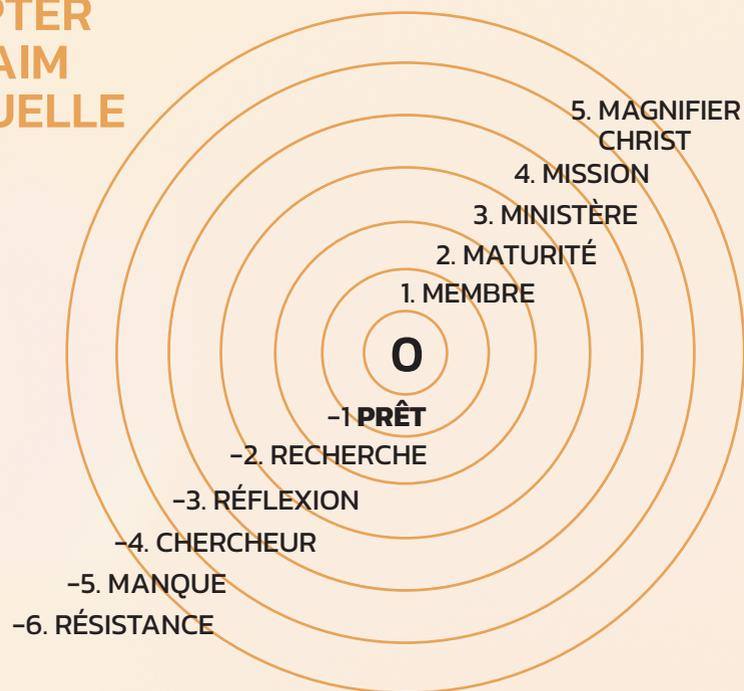 PTER
AIM
UELLE
5. MAGNIFIER
CHRIST
4. MISSION
3. MINISTÈRE
2. MATURITÉ
1. MEMBRE
0
-1 PRÊT
-2. RECHERCHE
-3. RÉFLEXION
-4. CHERCHEUR
-5. MANQUE
-6. RÉSISTANCE